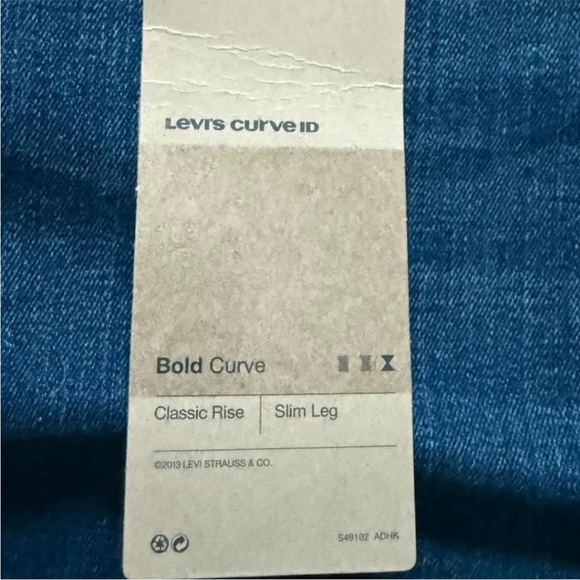 Levi's curve ID
Bold Curve
Classic Rise | Slim Leg
©2013 LEVI STRAUSS & CO.
S49102 ADHK